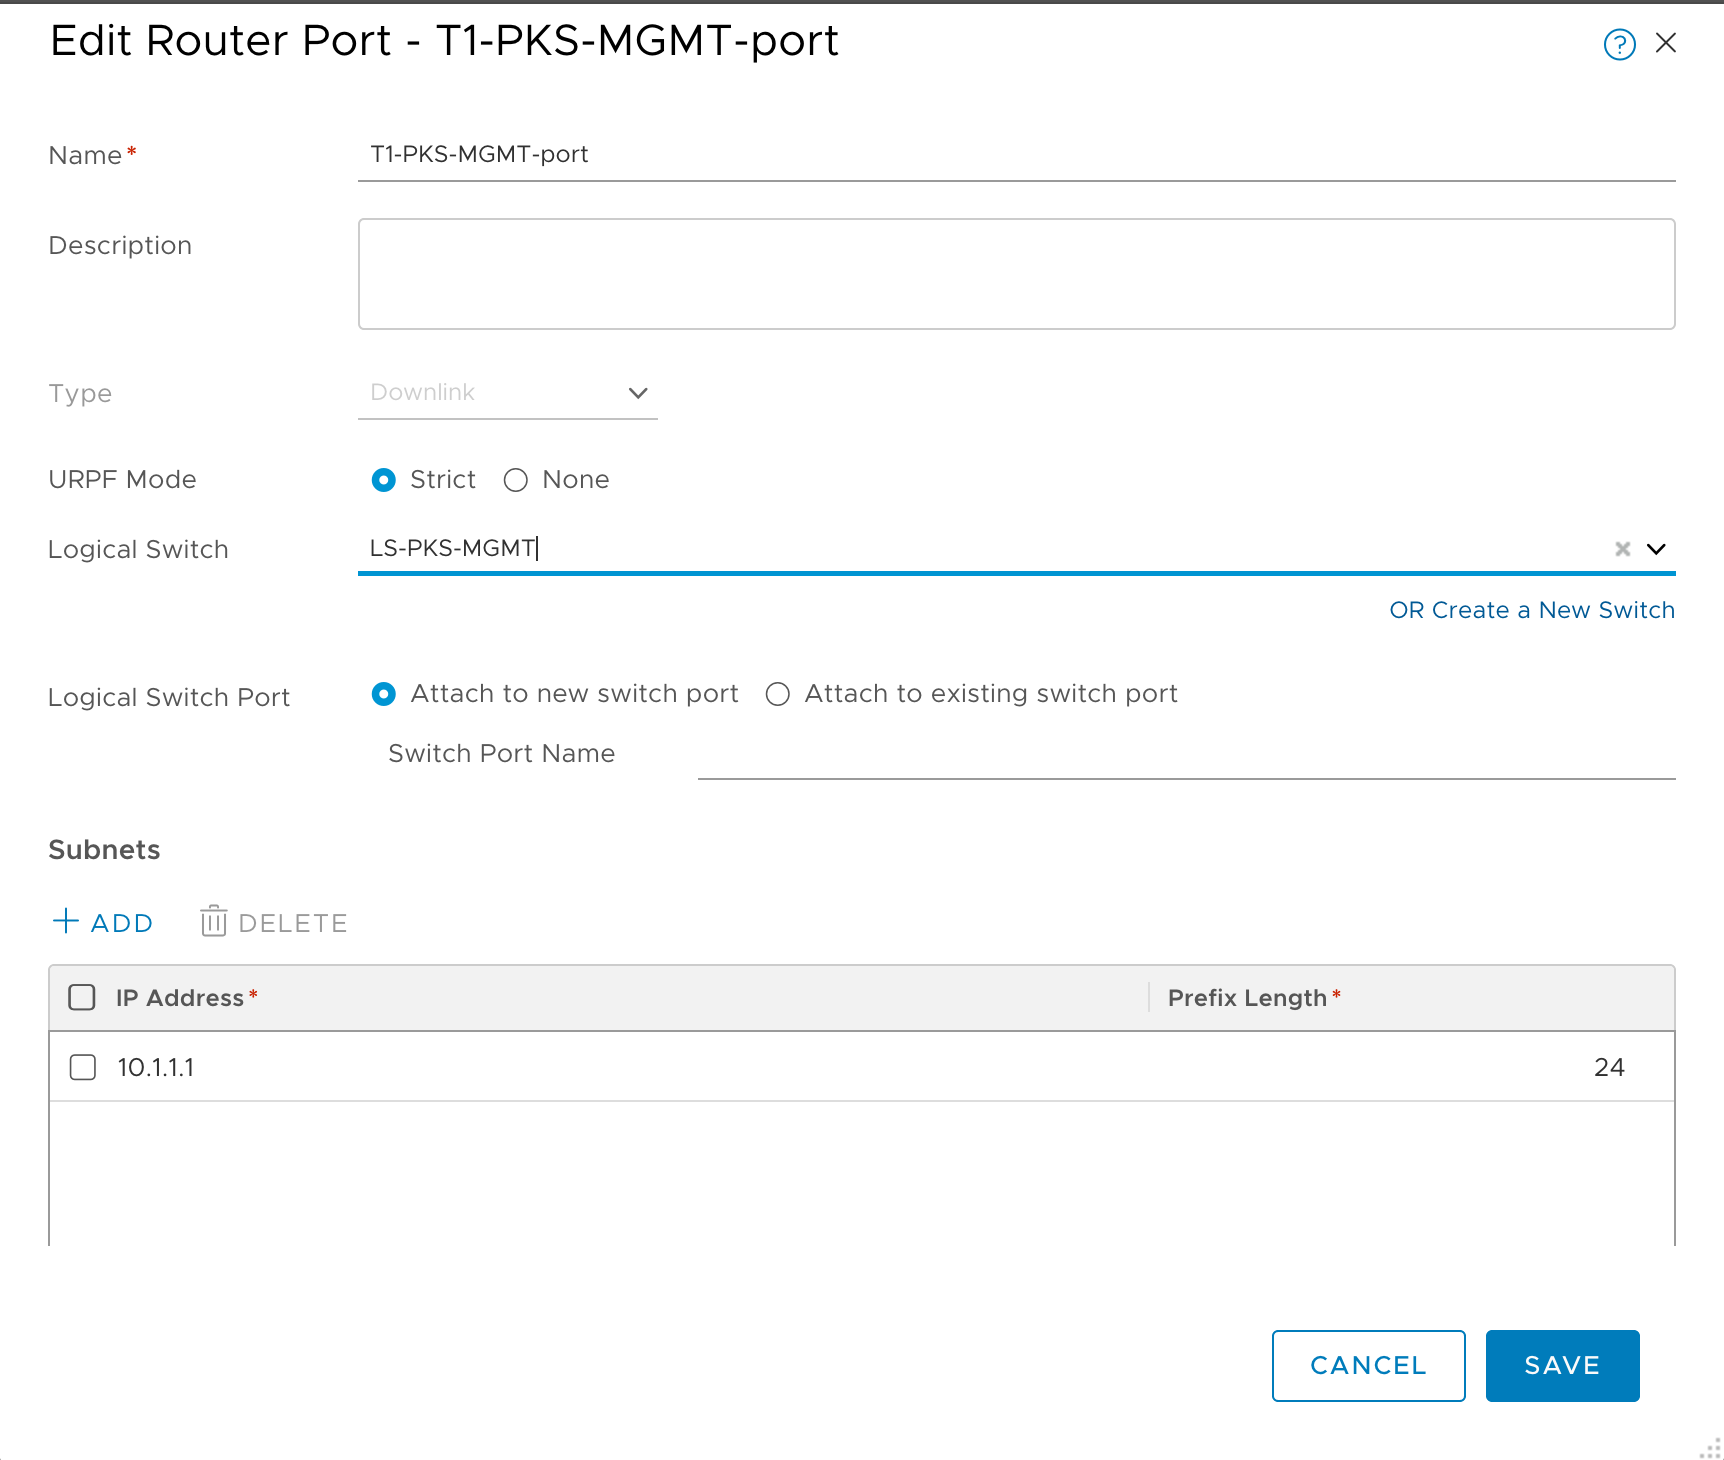 Edit Router Port - T1-PKS-MGMT-port
?
Name*
T1-PKS-MGMT-port
Description
Type
Downlink
URPF Mode
Strict
None
Logical Switch
LS-PKS-MGMT
OR Create a New Switch
Logical Switch Port
Attach to new switch port
Attach to existing switch port
Switch Port Name
Subnets
+ ADD
DELETE
IP Address*
Prefix Length*
10.1.1.1
24
CANCEL
SAVE